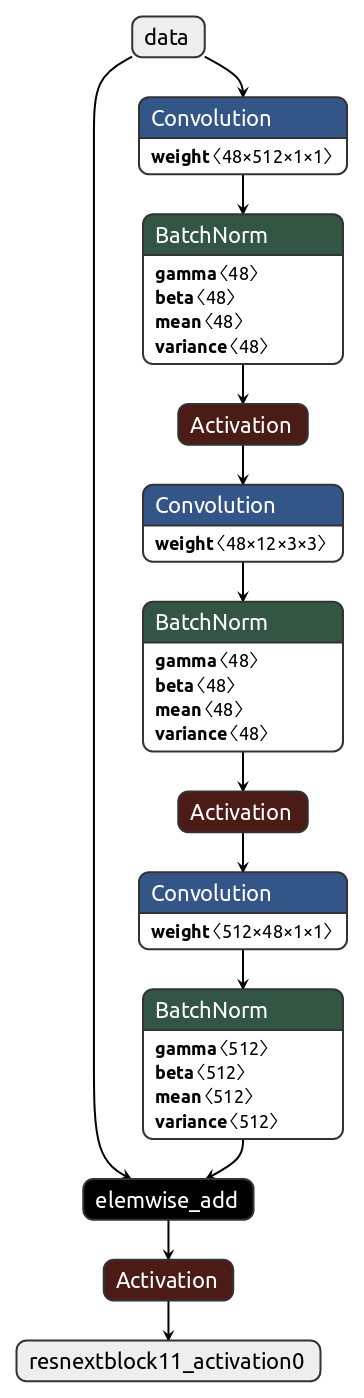 data
Convolution
weight〈48×512×1×1〉
BatchNorm
gamma〈48〉
beta〈48〉
mean〈48〉
variance〈48〉
Activation
Convolution
weight〈48×12×3×3〉
BatchNorm
gamma〈48〉
beta〈48〉
mean〈48〉
variance〈48〉
Activation
Convolution
weight〈512×48×1×1〉
BatchNorm
gamma〈512〉
beta〈512〉
mean〈512〉
variance〈512〉
elemwise_add
Activation
resnextblock11_activation0